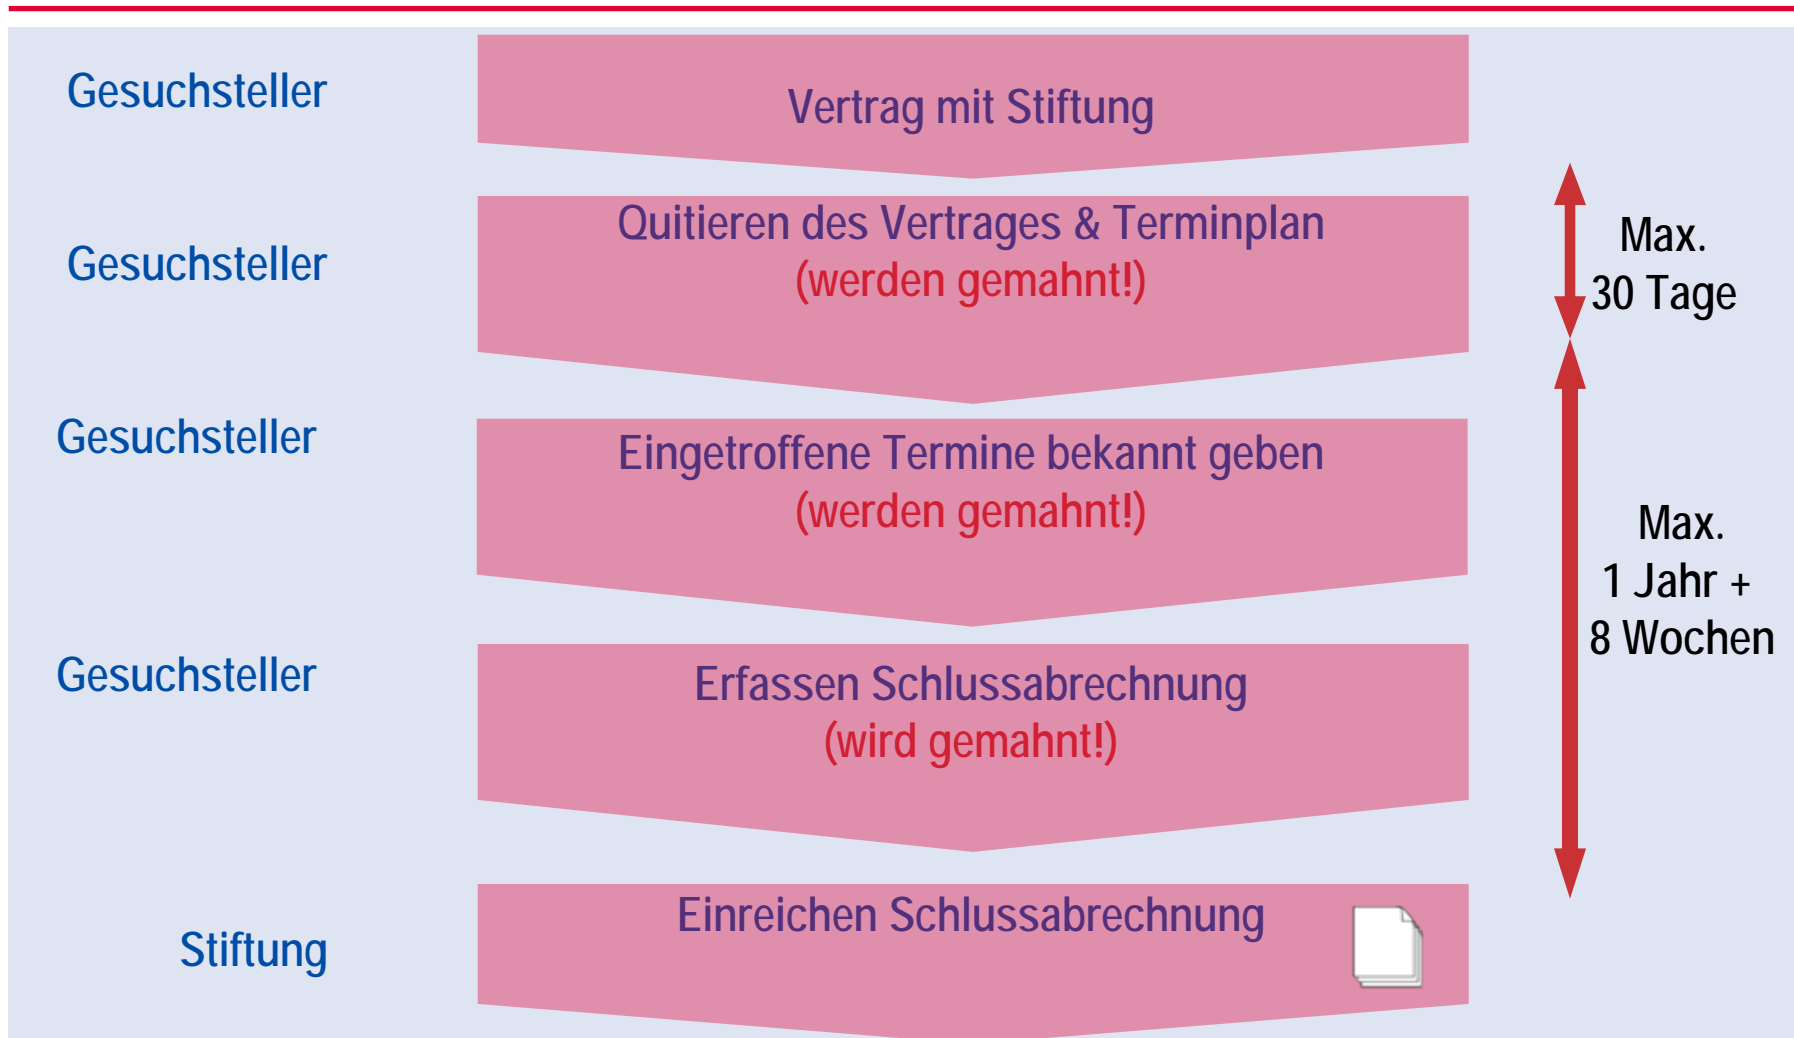 Gesuchsteller
Vertrag mit Stiftung
Gesuchsteller
Quitieren des Vertrages & Terminplan
(werden gemahnt!)
Max.
30 Tage
Gesuchsteller
Eingetroffene Termine bekannt geben
(werden gemahnt!)
Max.
1 Jahr +
8 Wochen
Gesuchsteller
Erfassen Schlussabrechnung
(wird gemahnt!)
Stiftung
Einreichen Schlussabrechnung